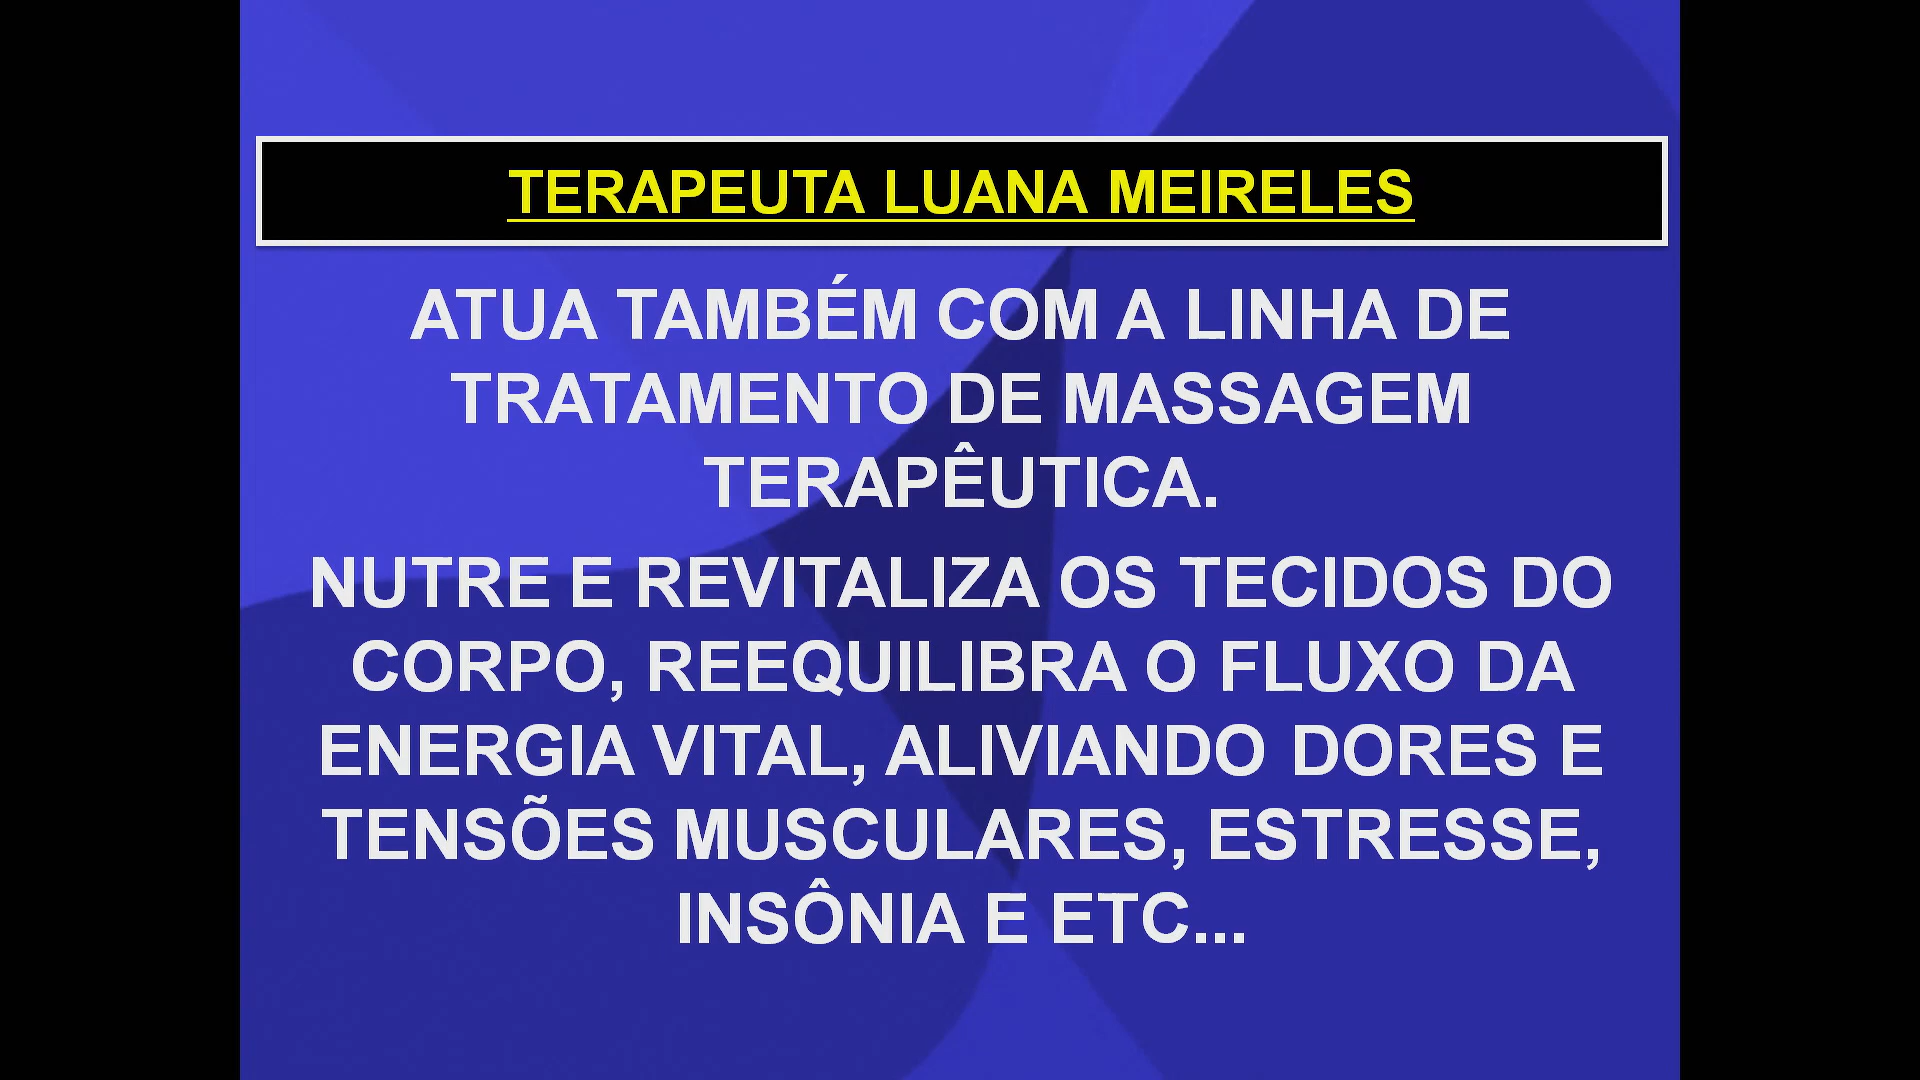 TERAPEUTA LUANA MEIRELES
ATUA TAMBÉM COM A LINHA DE
TRATAMENTO DE MASSAGEM
TERAPÊUTICA.
NUTRE E REVITALIZA OS TECIDOS DO
CORPO, REEQUILIBRA O FLUXO DA
ENERGIA VITAL, ALIVIANDO DORES E
TENSÕES MUSCULARES, ESTRESSE,
INSÔNIA E ETC...